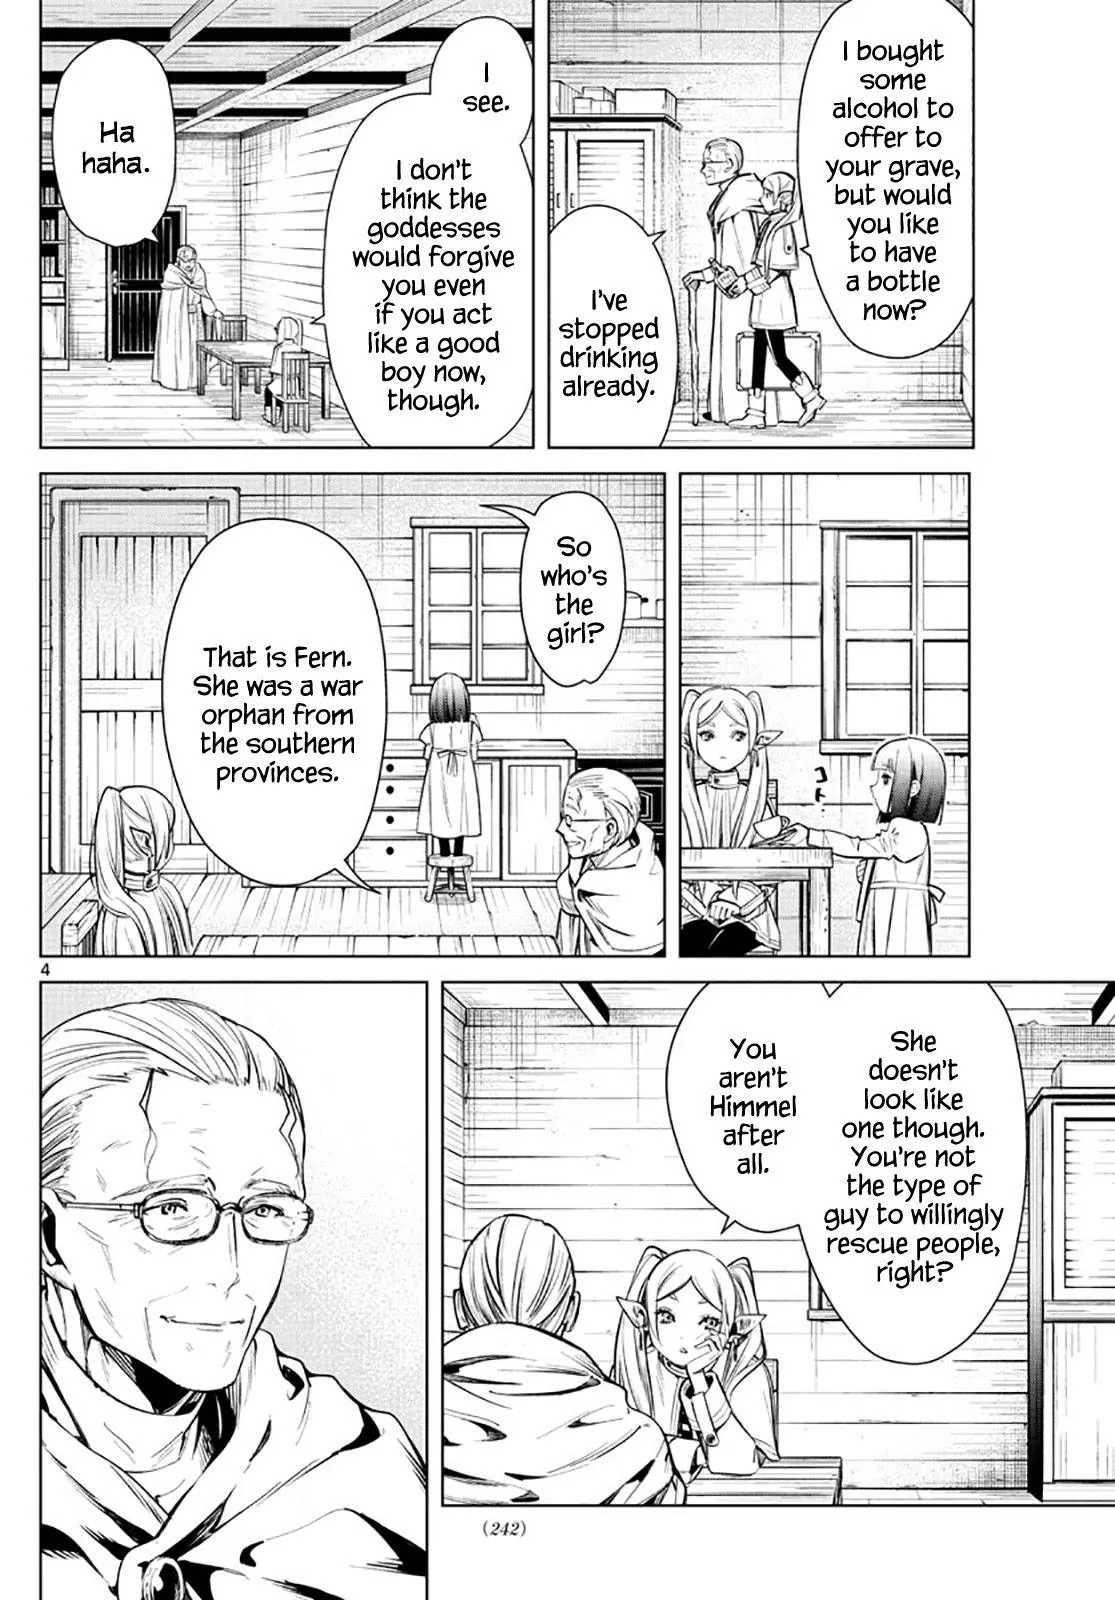 I bought
some
alcohol to
offer to
your grave,
but would
you like
to have
a bottle
now?
I've
stopped
drinking
already.
I
see.
I don't
think the
goddesses
would forgive
you even
if you act
like a good
boy now,
though.
Ha
haha.
コトッ
So
who's
the
girl?
That is Fern.
She was a war
orphan from
the southern
provinces.
4
She
doesn't
look like
one though.
You're not
the type of
guy to willingly
rescue people,
right?
You
aren't
Himmel
after
all.
(242)